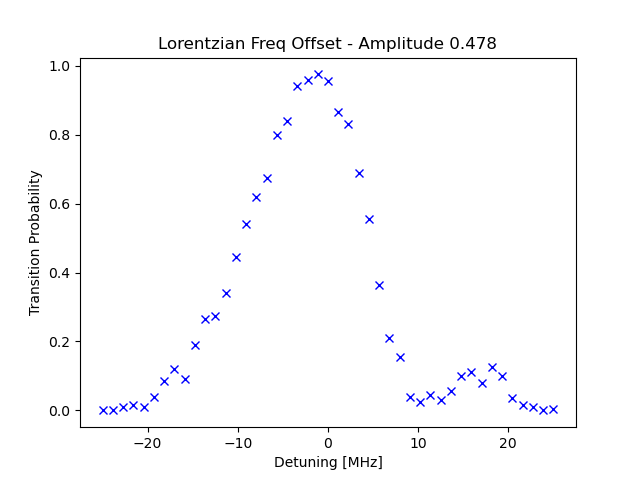 Lorentzian Freq Offset - Amplitude 0.478
1.0
0.8
0.6
0.4
0.2
0.0
Transition Probability
−20 −10 0 10 20
Detuning [MHz]